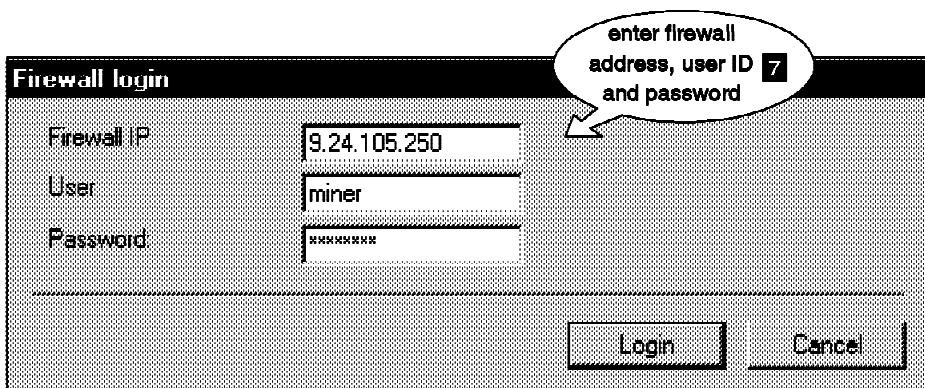 enter firewall
address, user ID 7
and password
Firewall login
Firewall IP
9.24.105.250
User
miner
Password:
********
Login
Cancel